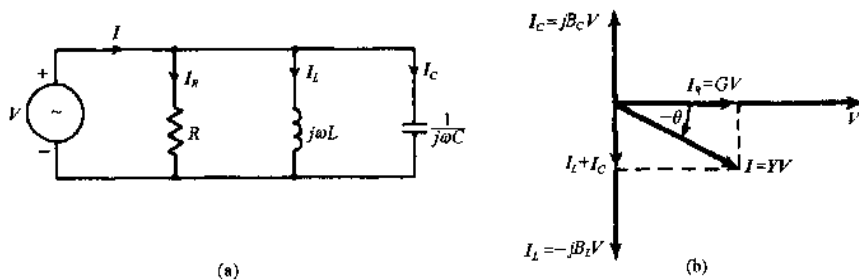 I
I_R
I_L
I_C
+
V
~
−
R
jωL
1
jωC
(a)
I_C=jB_C V
I_R=GV
V
−θ
I_L+I_C
I=YV
I_L=−jB_L V
(b)